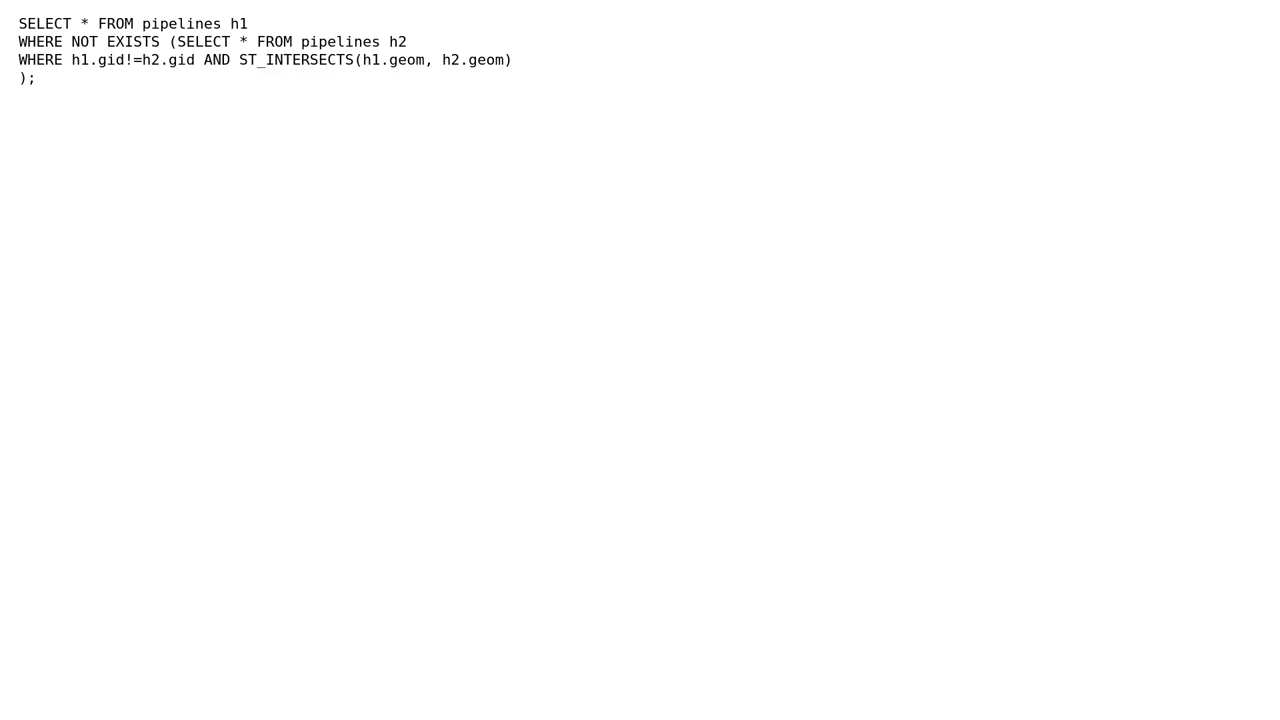 SELECT * FROM pipelines h1
WHERE NOT EXISTS (SELECT * FROM pipelines h2
WHERE h1.gid!=h2.gid AND ST_INTERSECTS(h1.geom, h2.geom)
);